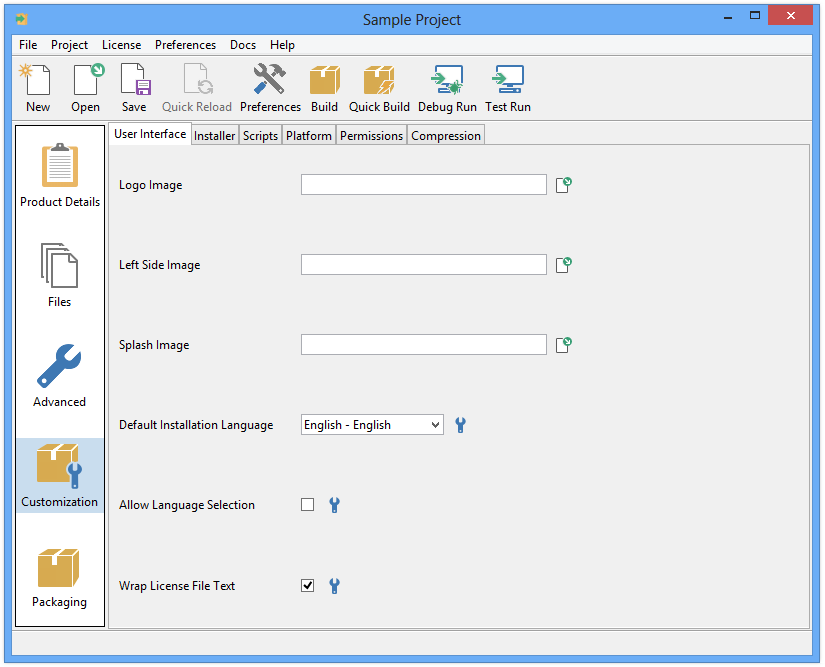 Sample Project
File Project License Preferences Docs Help
New Open Save Quick Reload Preferences Build Quick Build Debug Run Test Run
User Interface Installer Scripts Platform Permissions Compression
Product Details
Files
Advanced
Customization
Packaging
Logo Image
Left Side Image
Splash Image
Default Installation Language English - English
Allow Language Selection
Wrap License File Text